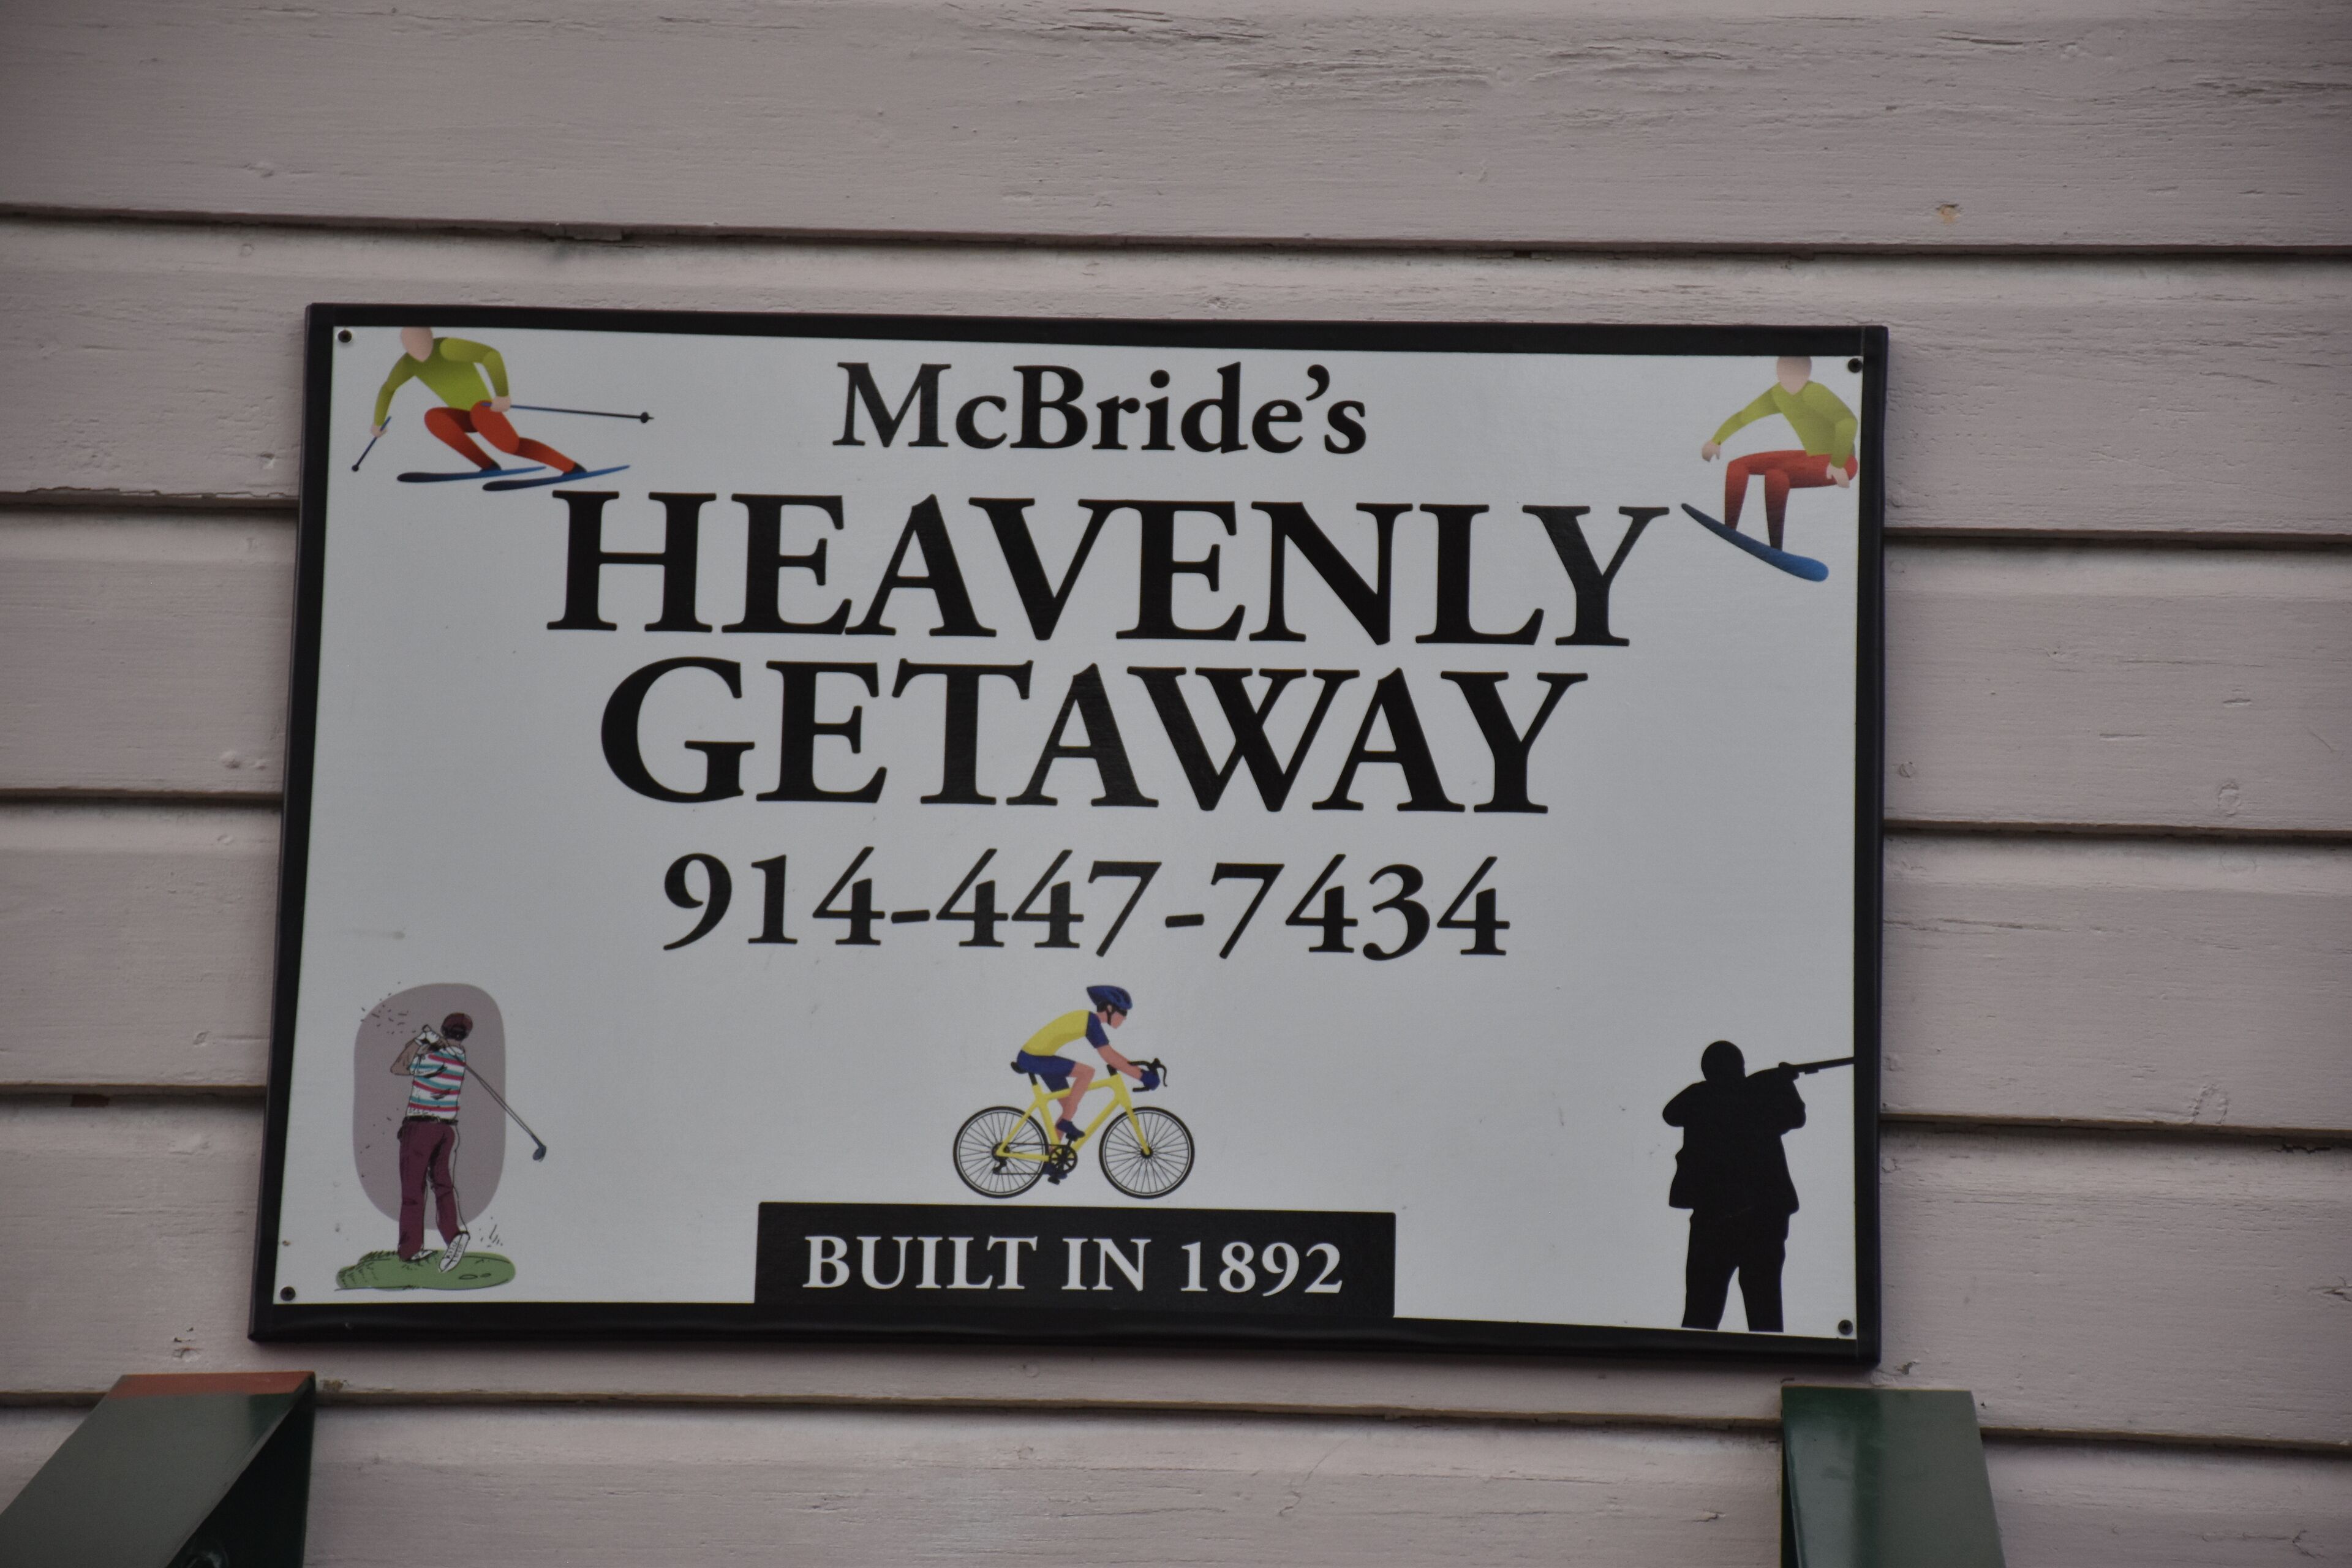 McBride's
HEAVENLY
GETAWAY
914-447-7434
BUILT IN 1892